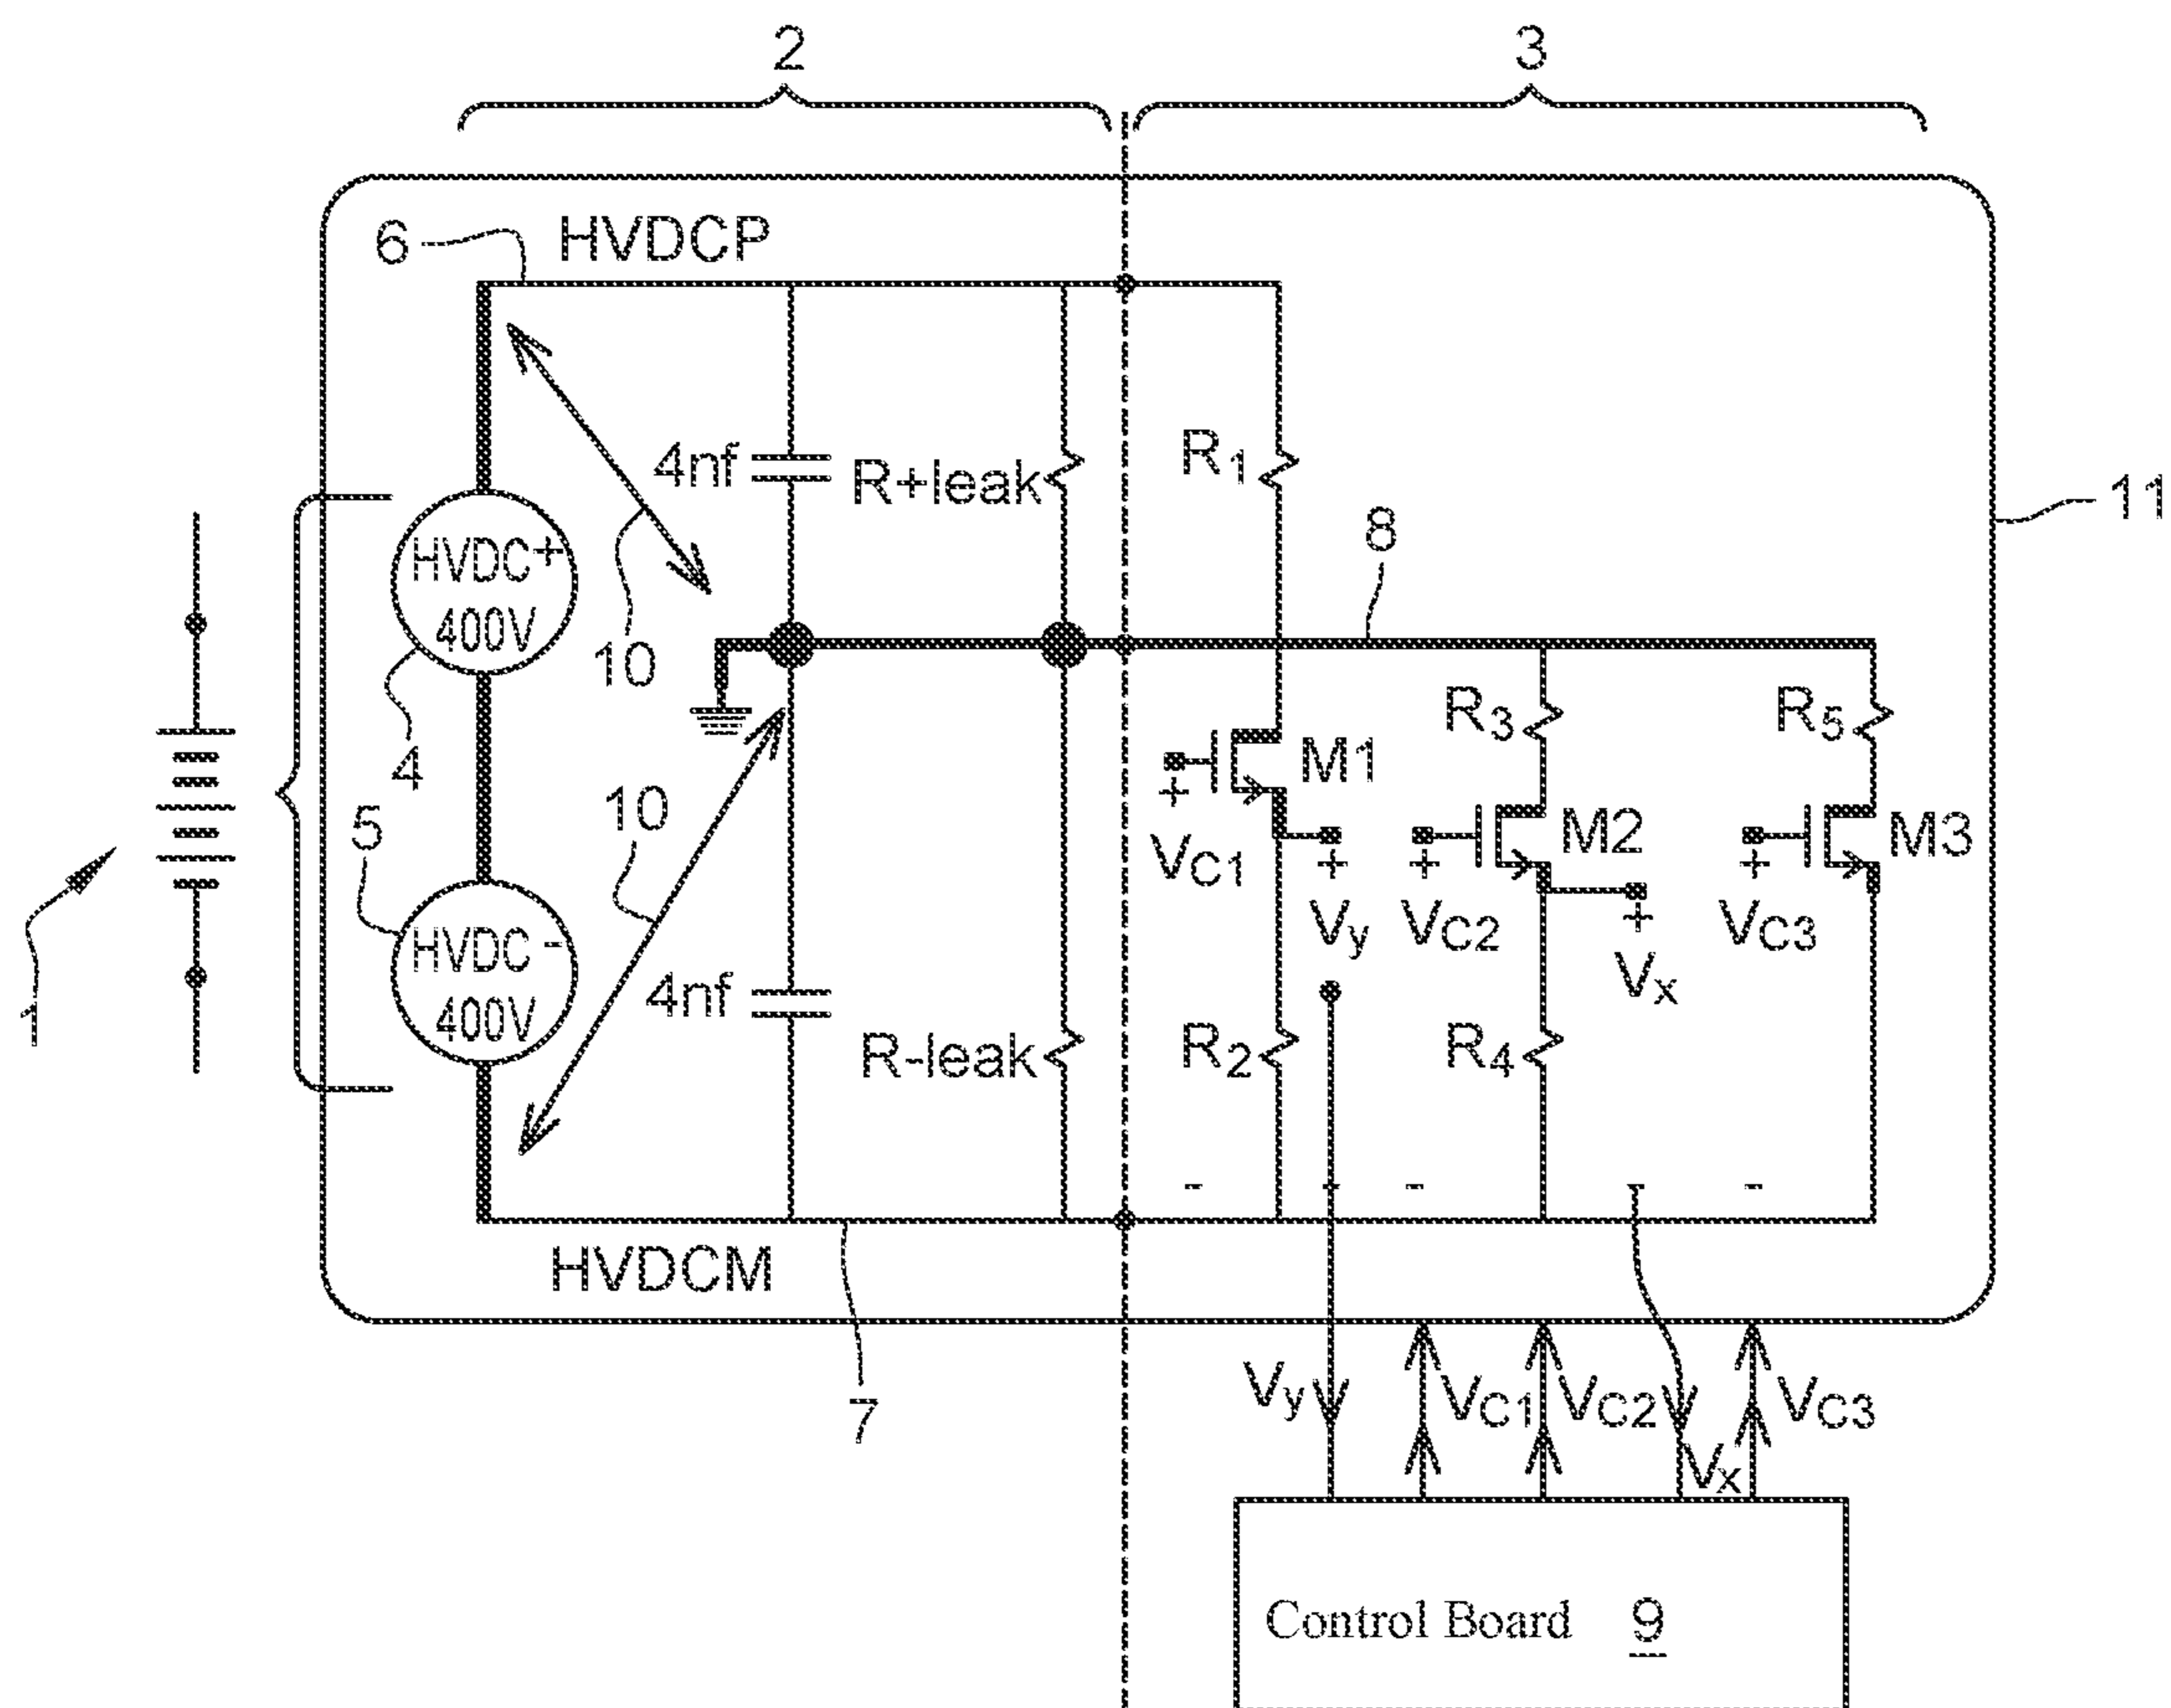 2
3
6
HVDCP
4nf
R+leak
R1
11
HVDC+
400V
8
10
4
R3
R5
M1
+
VC1
10
5
+
Vy
+
VC2
M2
+
Vx
+
VC3
M3
HVDC -
400V
1
4nf
R-leak
R2
R4
-
-
-
-
-
HVDCM
7
Vy
VC1
VC2
Vx
VC3
Control Board 9